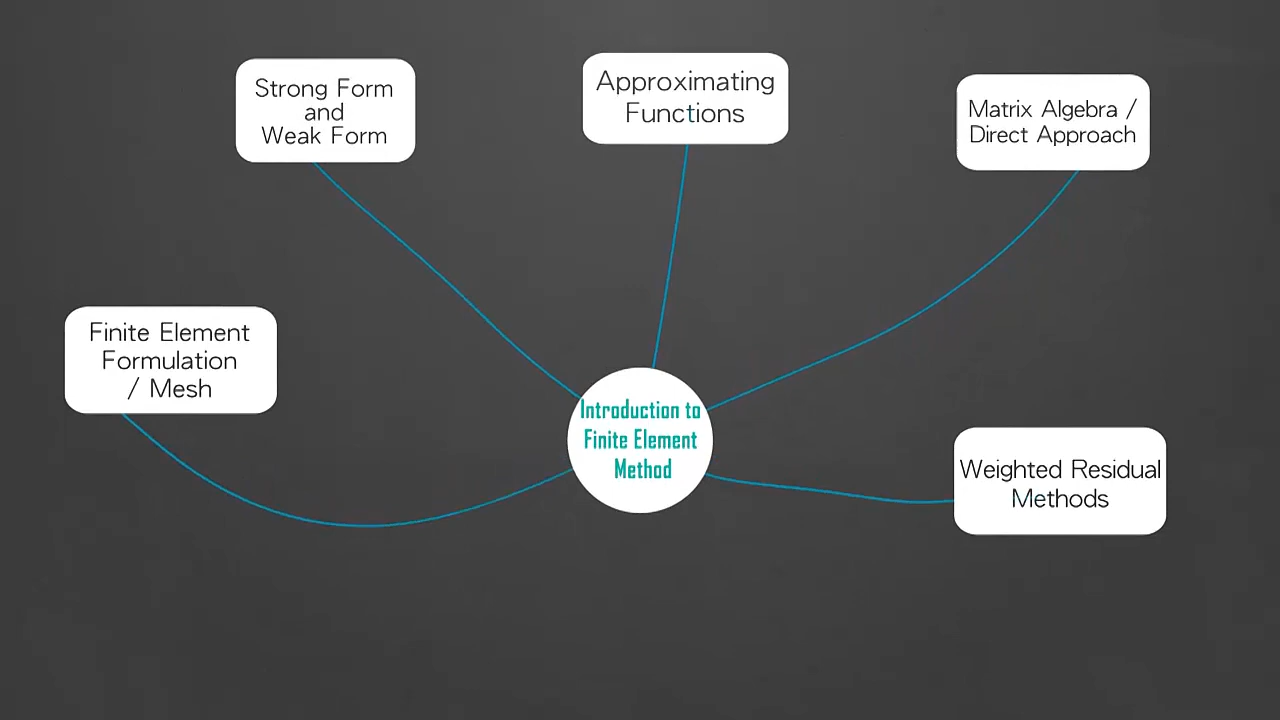 Strong Form
and
Weak Form
Approximating
Functions
Matrix Algebra /
Direct Approach
Finite Element
Formulation
/ Mesh
Introduction to
Finite Element
Method
Weighted Residual
Methods